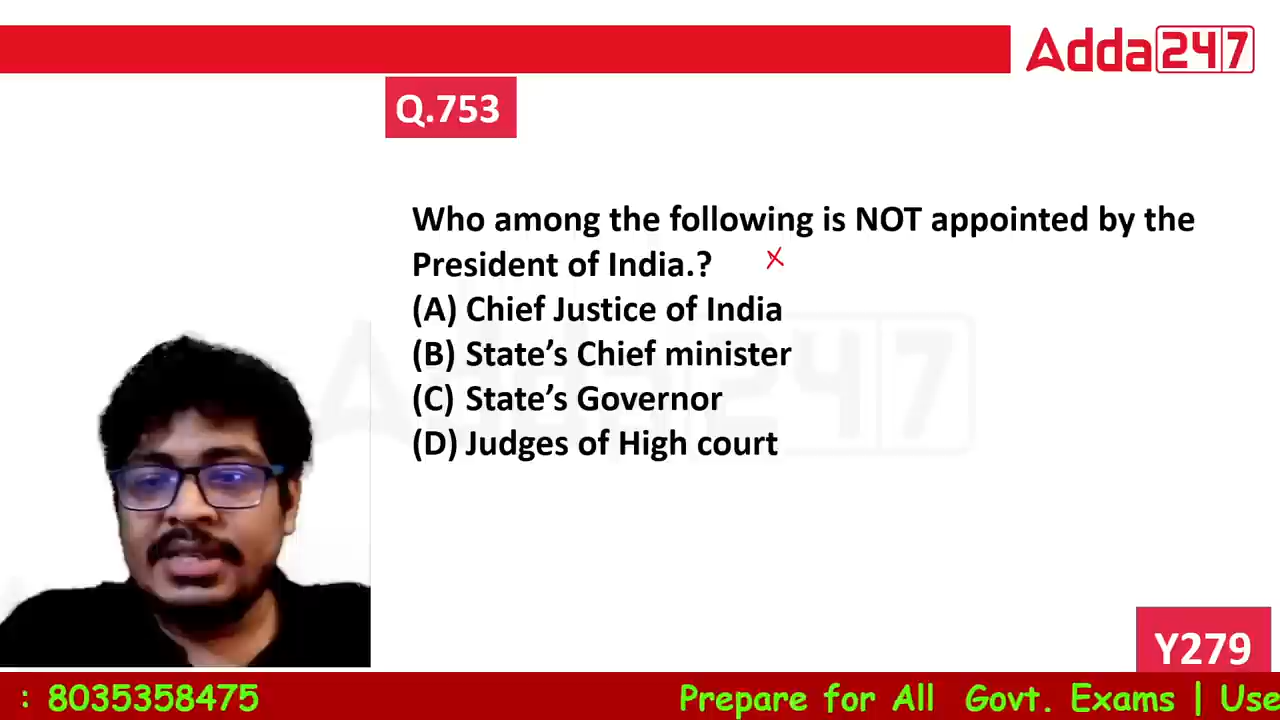 Adda247
Q.753
Who among the following is NOT appointed by the
President of India.?
(A) Chief Justice of India
(B) State’s Chief minister
(C) State’s Governor
(D) Judges of High court
Adda247
Y279
: 8035358475 Prepare for All Govt. Exams | Use